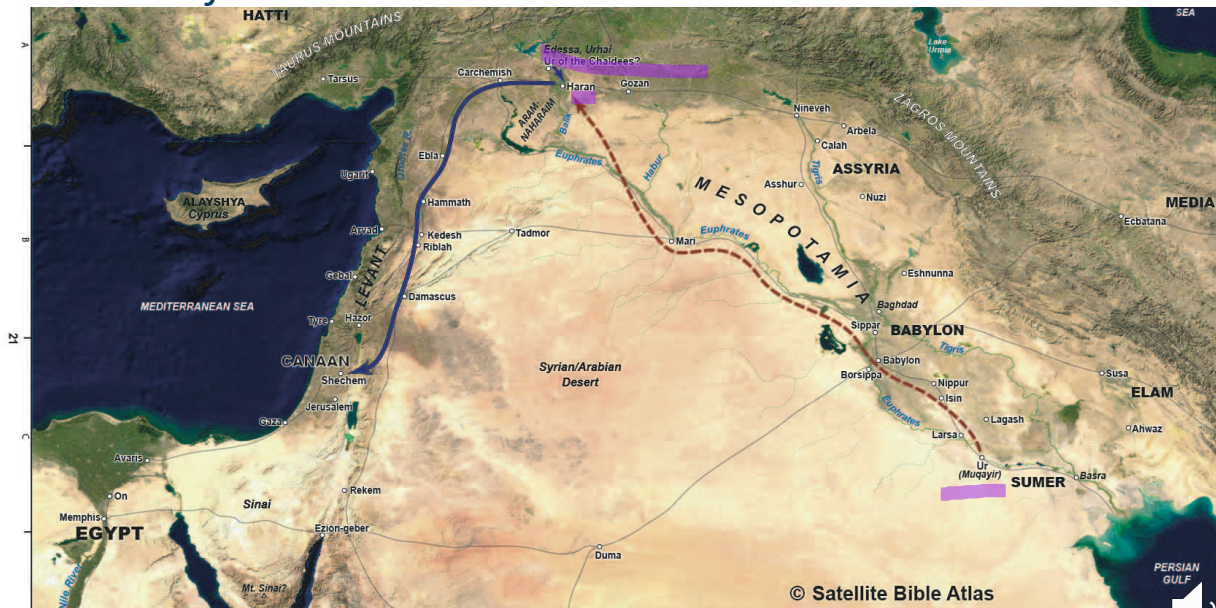 HATTI
SEA
TAURUS MOUNTAINS
A
Edessa, Urhai
Ur of the Chaldees?
Lake
Urmia
Tarsus
Carchemish
Haran
Gozan
ARAM-
NAHARAIM
Balik
Nineveh
ZAGROS MOUNTAINS
Arbela
Calah
Ebla
Euphrates
Habur
Tigris
ASSYRIA
Ugarit
Asshur
Nuzi
MESOPOTAMIA
ALAYSHYA
Cyprus
Hammath
MEDIA
Ecbatana
Arvad
B
Kedesh
Riblah
Tadmor
Mari
Euphrates
LEVANT
Gebal
Eshnunna
MEDITERRANEAN SEA
Damascus
Baghdad
Tyre
Hazor
Sippar
BABYLON
21
Tigris
CANAAN
Shechem
Syrian/Arabian
Desert
Babylon
Borsippa
Susa
Nippur
ELAM
Isin
Jerusalem
Gaza
Euphrates
Lagash
Ahwaz
C
Larsa
Avaris
Ur
(Muqayir)
SUMER
Basra
On
Sinai
Rekem
Memphis
EGYPT
Ezion-geber
Duma
Nile River
Mt. Sinai?
PERSIAN
GULF
© Satellite Bible Atlas